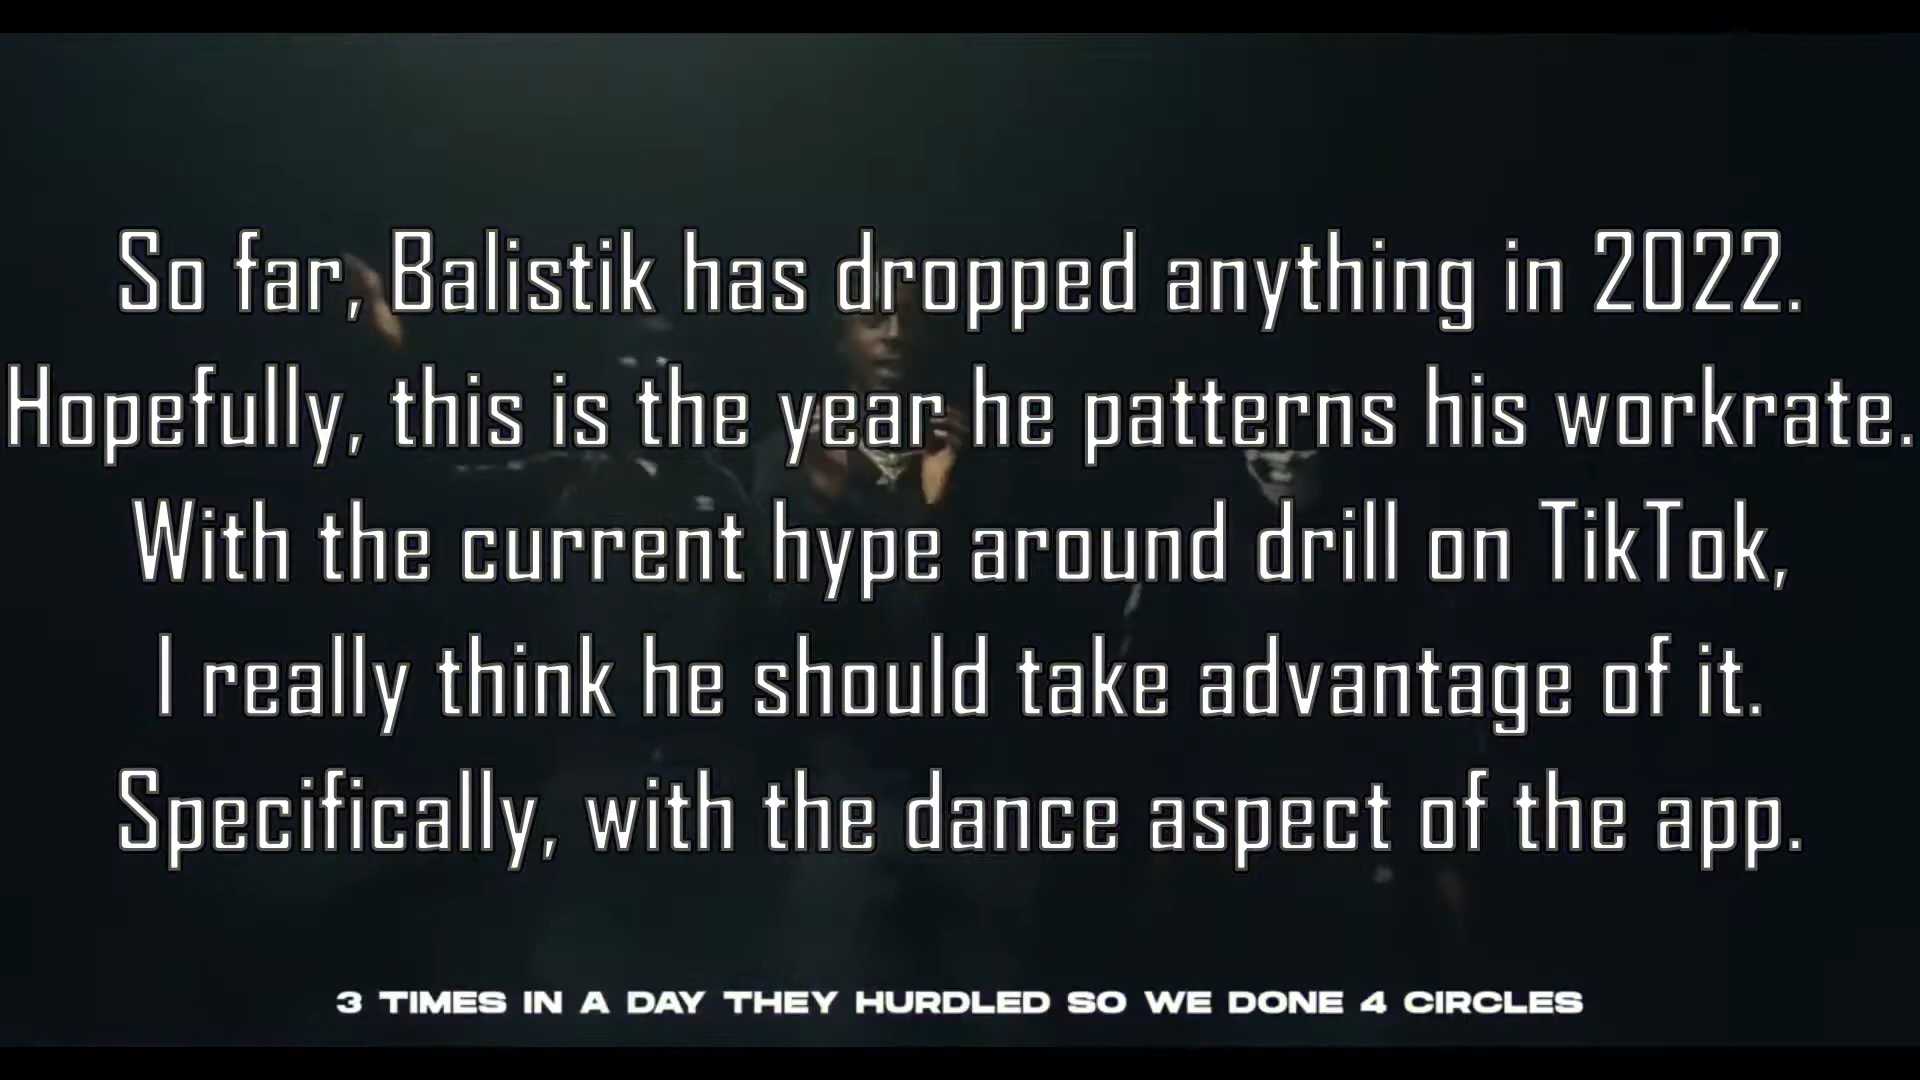 So far, Balistik has dropped anything in 2022.
Hopefully, this is the year he patterns his workrate.
With the current hype around drill on TikTok,
I really think he should take advantage of it.
Specifically, with the dance aspect of the app.
3 TIMES IN A DAY THEY HURDLED SO WE DONE 4 CIRCLES